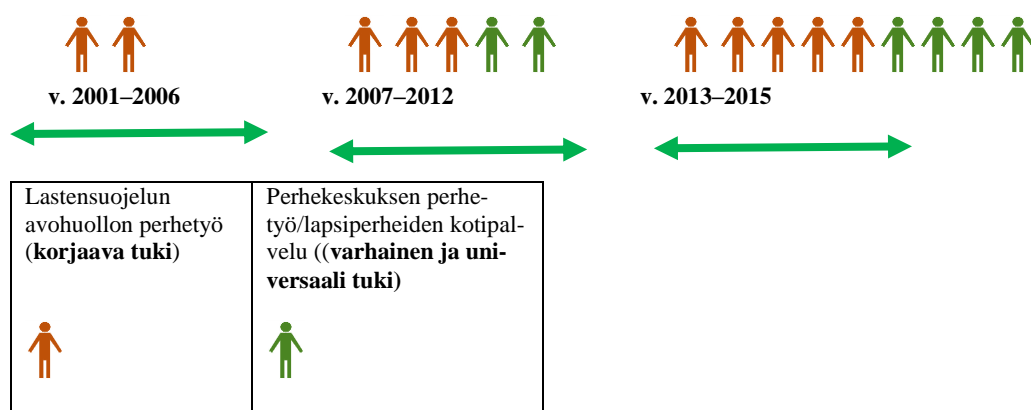 v. 2001–2006
v. 2007–2012
v. 2013–2015
Lastensuojelun
avohuollon perhetyö
(korjaava tuki)
Perhekeskuksen perhe-
työ/lapsiperheiden kotipal-
velu ((varhainen ja uni-
versaali tuki)